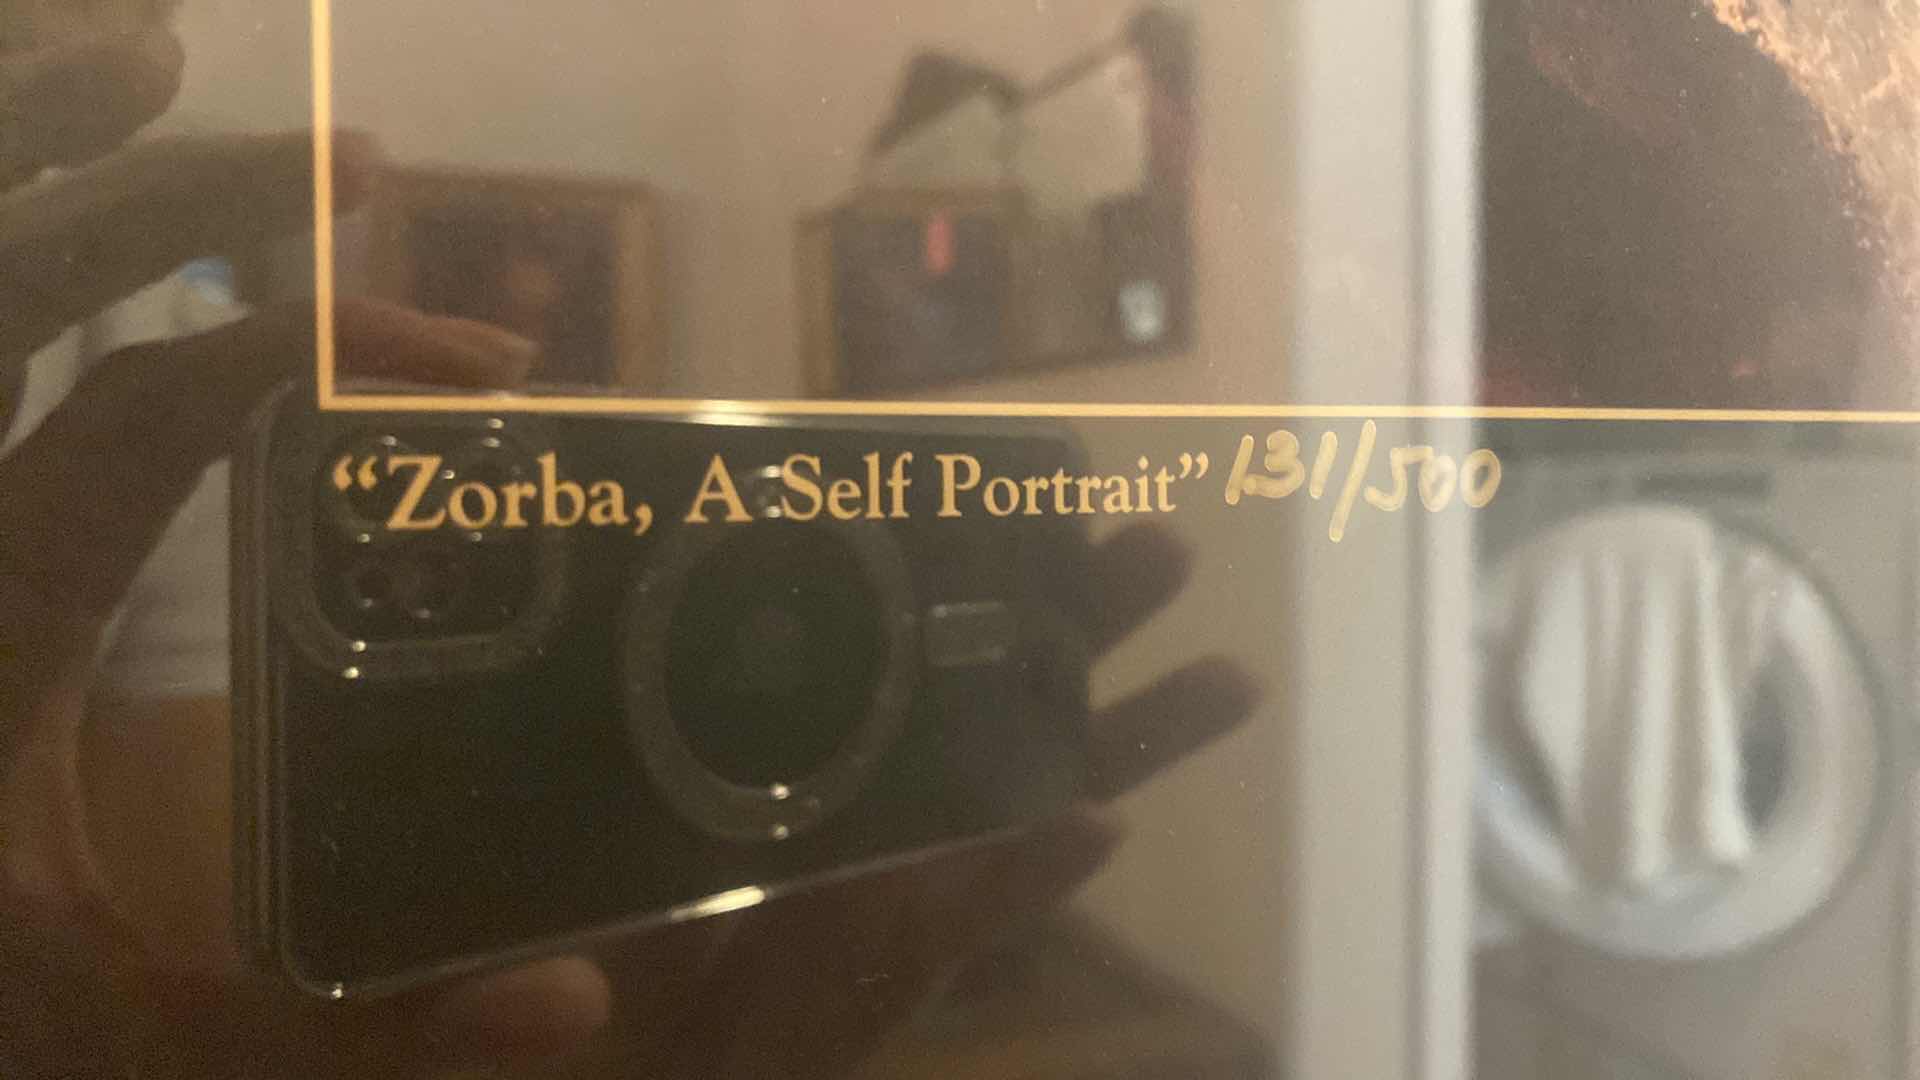 “Zorba, A Self Portrait” 131/500